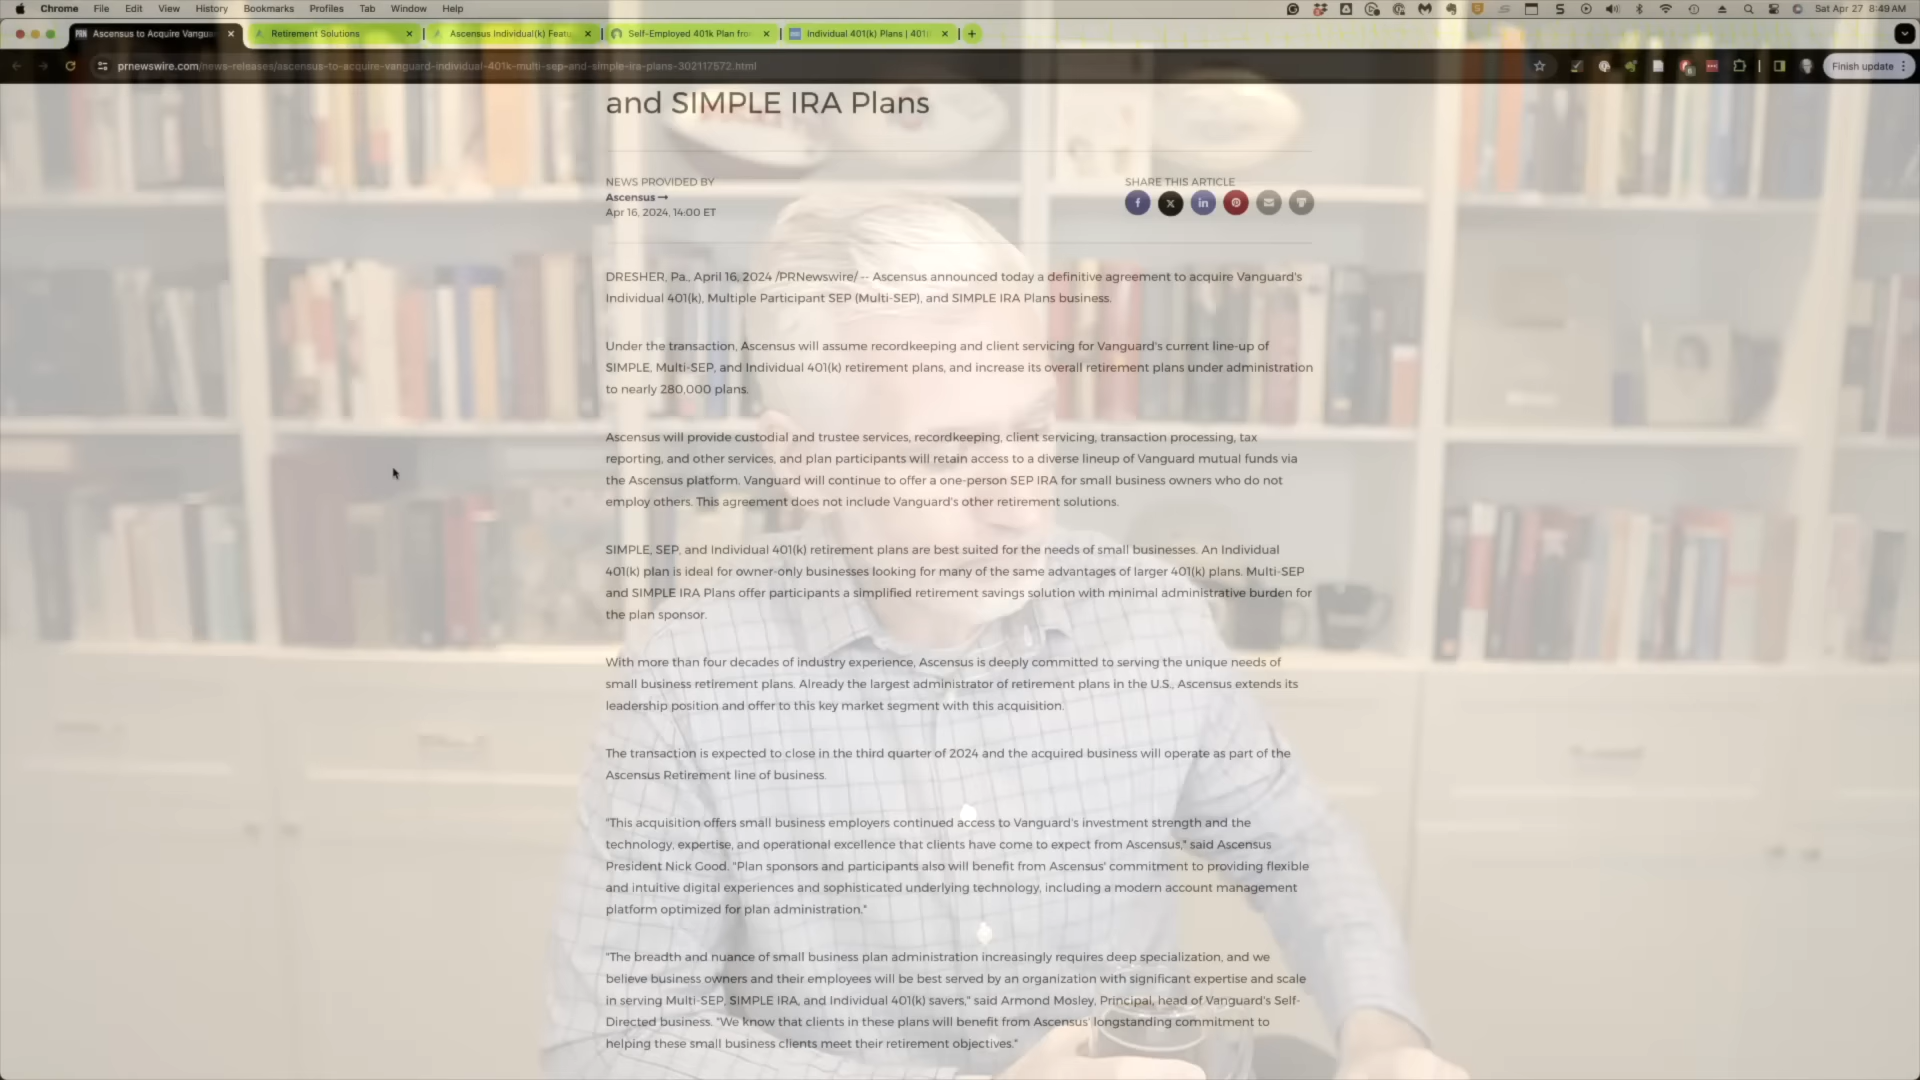 Chrome File Edit View History Bookmarks Profiles Tab Window Help Sat Apr 27 8:49 AM
Ascensus to Acquire Vangua Retirement Solutions Ascensus Individual(k) Featu Self-Employed 401k Plan fro Individual 401(k) Plans | 401(
prnewswire.com/news-releases/ascensus-to-acquire-vanguard-individual-401k-multi-sep-and-simple-ira-plans-302117572.html Finish update
and SIMPLE IRA Plans
NEWS PROVIDED BY
Ascensus
Apr 16, 2024, 14:00 ET
SHARE THIS ARTICLE
DRESHER, Pa., April 16, 2024 /PRNewswire/ -- Ascensus announced today a definitive agreement to acquire Vanguard's
Individual 401(k), Multiple Participant SEP (Multi-SEP), and SIMPLE IRA Plans business.
Under the transaction, Ascensus will assume recordkeeping and client servicing for Vanguard's current line-up of
SIMPLE, Multi-SEP, and Individual 401(k) retirement plans, and increase its overall retirement plans under administration
to nearly 280,000 plans.
Ascensus will provide custodial and trustee services, recordkeeping, client servicing, transaction processing, tax
reporting, and other services, and plan participants will retain access to a diverse lineup of Vanguard mutual funds via
the Ascensus platform. Vanguard will continue to offer a one-person SEP IRA for small business owners who do not
employ others. This agreement does not include Vanguard's other retirement solutions.
SIMPLE, SEP, and Individual 401(k) retirement plans are best suited for the needs of small businesses. An Individual
401(k) plan is ideal for owner-only businesses looking for many of the same advantages of larger 401(k) plans. Multi-SEP
and SIMPLE IRA Plans offer participants a simplified retirement savings solution with minimal administrative burden for
the plan sponsor.
With more than four decades of industry experience, Ascensus is deeply committed to serving the unique needs of
small business retirement plans. Already the largest administrator of retirement plans in the U.S., Ascensus extends its
leadership position and offer to this key market segment with this acquisition.
The transaction is expected to close in the third quarter of 2024 and the acquired business will operate as part of the
Ascensus Retirement line of business.
"This acquisition offers small business employers continued access to Vanguard's investment strength and the
technology, expertise, and operational excellence that clients have come to expect from Ascensus," said Ascensus
President Nick Good. "Plan sponsors and participants also will benefit from Ascensus' commitment to providing flexible
and intuitive digital experiences and sophisticated underlying technology, including a modern account management
platform optimized for plan administration."
"The breadth and nuance of small business plan administration increasingly requires deep specialization, and we
believe business owners and their employees will be best served by an organization with significant expertise and scale
in serving Multi-SEP, SIMPLE IRA, and Individual 401(k) savers," said Armond Mosley, Principal, head of Vanguard's Self-
Directed business. "We know that clients in these plans will benefit from Ascensus' longstanding commitment to
helping these small business clients meet their retirement objectives."